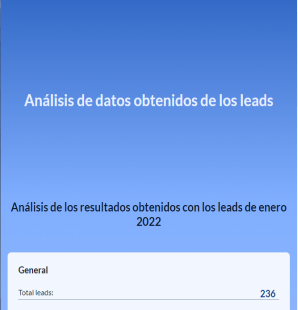 Análisis de datos obtenidos de los leads
Análisis de los resultados obtenidos con los leads de enero
2022
General
Total leads: 236